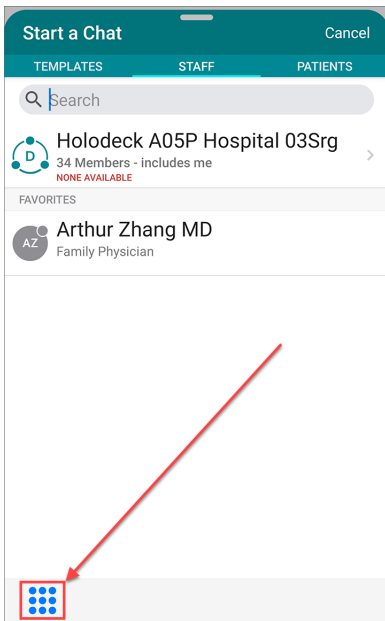 Start a Chat
Cancel
TEMPLATES
STAFF
PATIENTS
Search
D
Holodeck A05P Hospital 03Srg
34 Members - includes me
NONE AVAILABLE
FAVORITES
AZ
Arthur Zhang MD
Family Physician